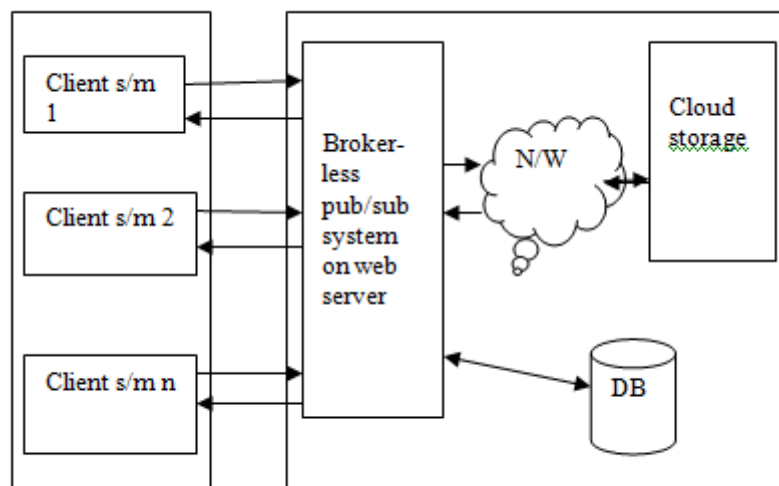 Client s/m
1
Client s/m 2
Client s/m n
Broker-
less
pub/sub
system
on web
server
N/W
Cloud
storage
DB